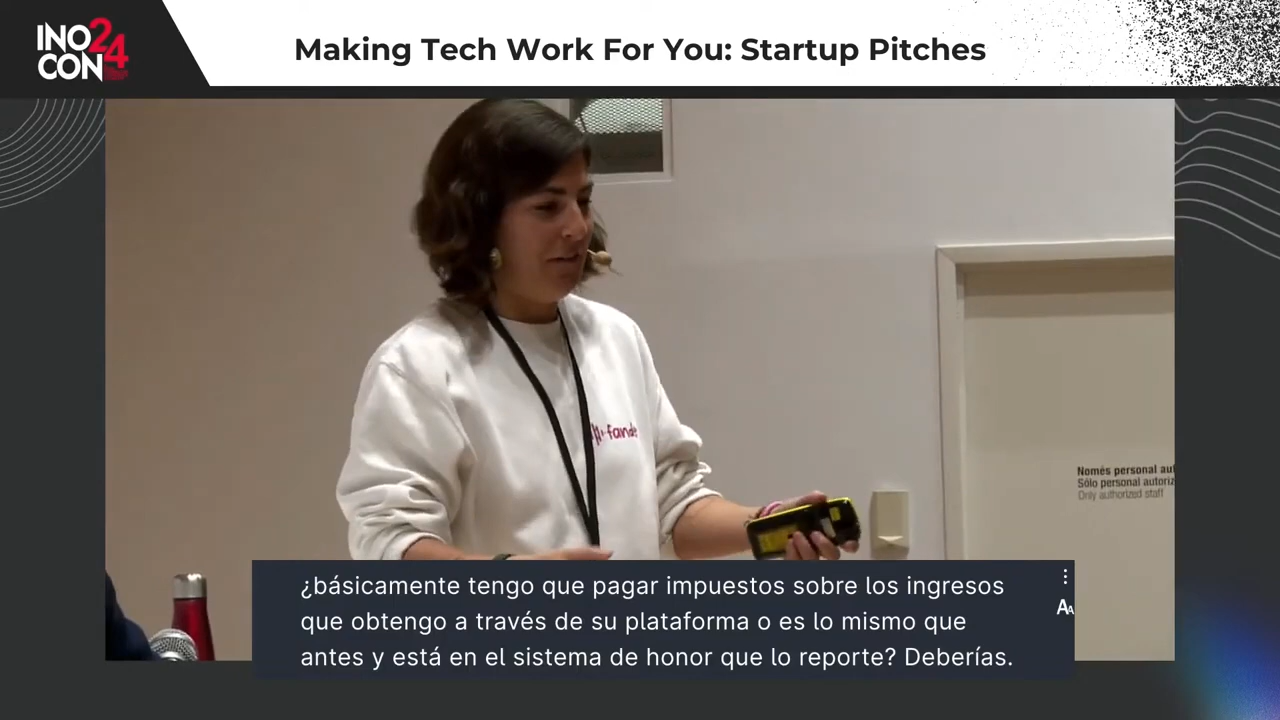 INO24
CON
Making Tech Work For You: Startup Pitches
Només personal aut
Sólo personal autoriz
Only authorized staff
¿básicamente tengo que pagar impuestos sobre los ingresos
que obtengo a través de su plataforma o es lo mismo que
antes y está en el sistema de honor que lo reporte? Deberías.
AA